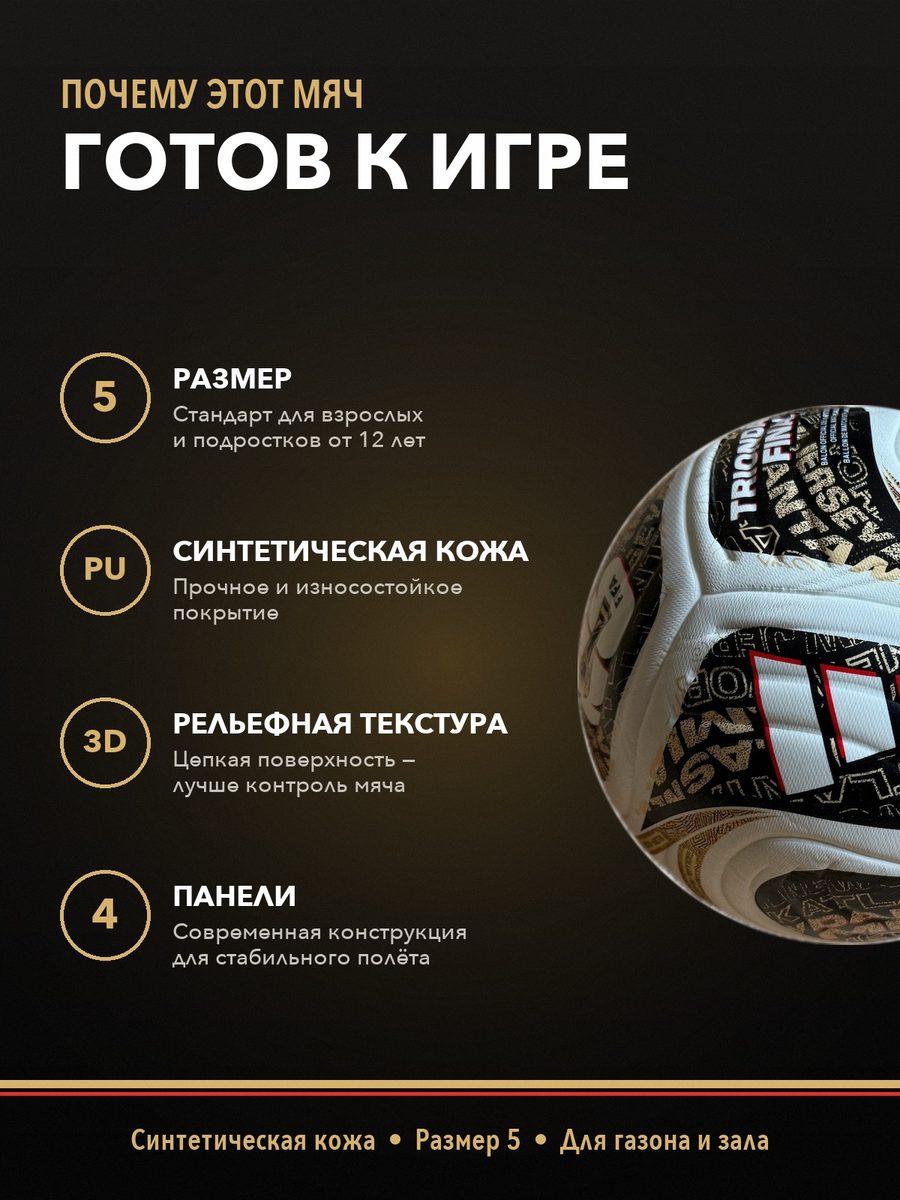 ПОЧЕМУ ЭТОТ МЯЧ
ГОТОВ К ИГРЕ
5
РАЗМЕР
Стандарт для взрослых
и подростков от 12 лет
PU
СИНТЕТИЧЕСКАЯ КОЖА
Прочное и износостойкое
покрытие
3D
РЕЛЬЕФНАЯ ТЕКСТУРА
Цепкая поверхность –
лучше контроль мяча
4
ПАНЕЛИ
Современная конструкция
для стабильного полёта
TRIOND
FINA
Синтетическая кожа • Размер 5 • Для газона и зала